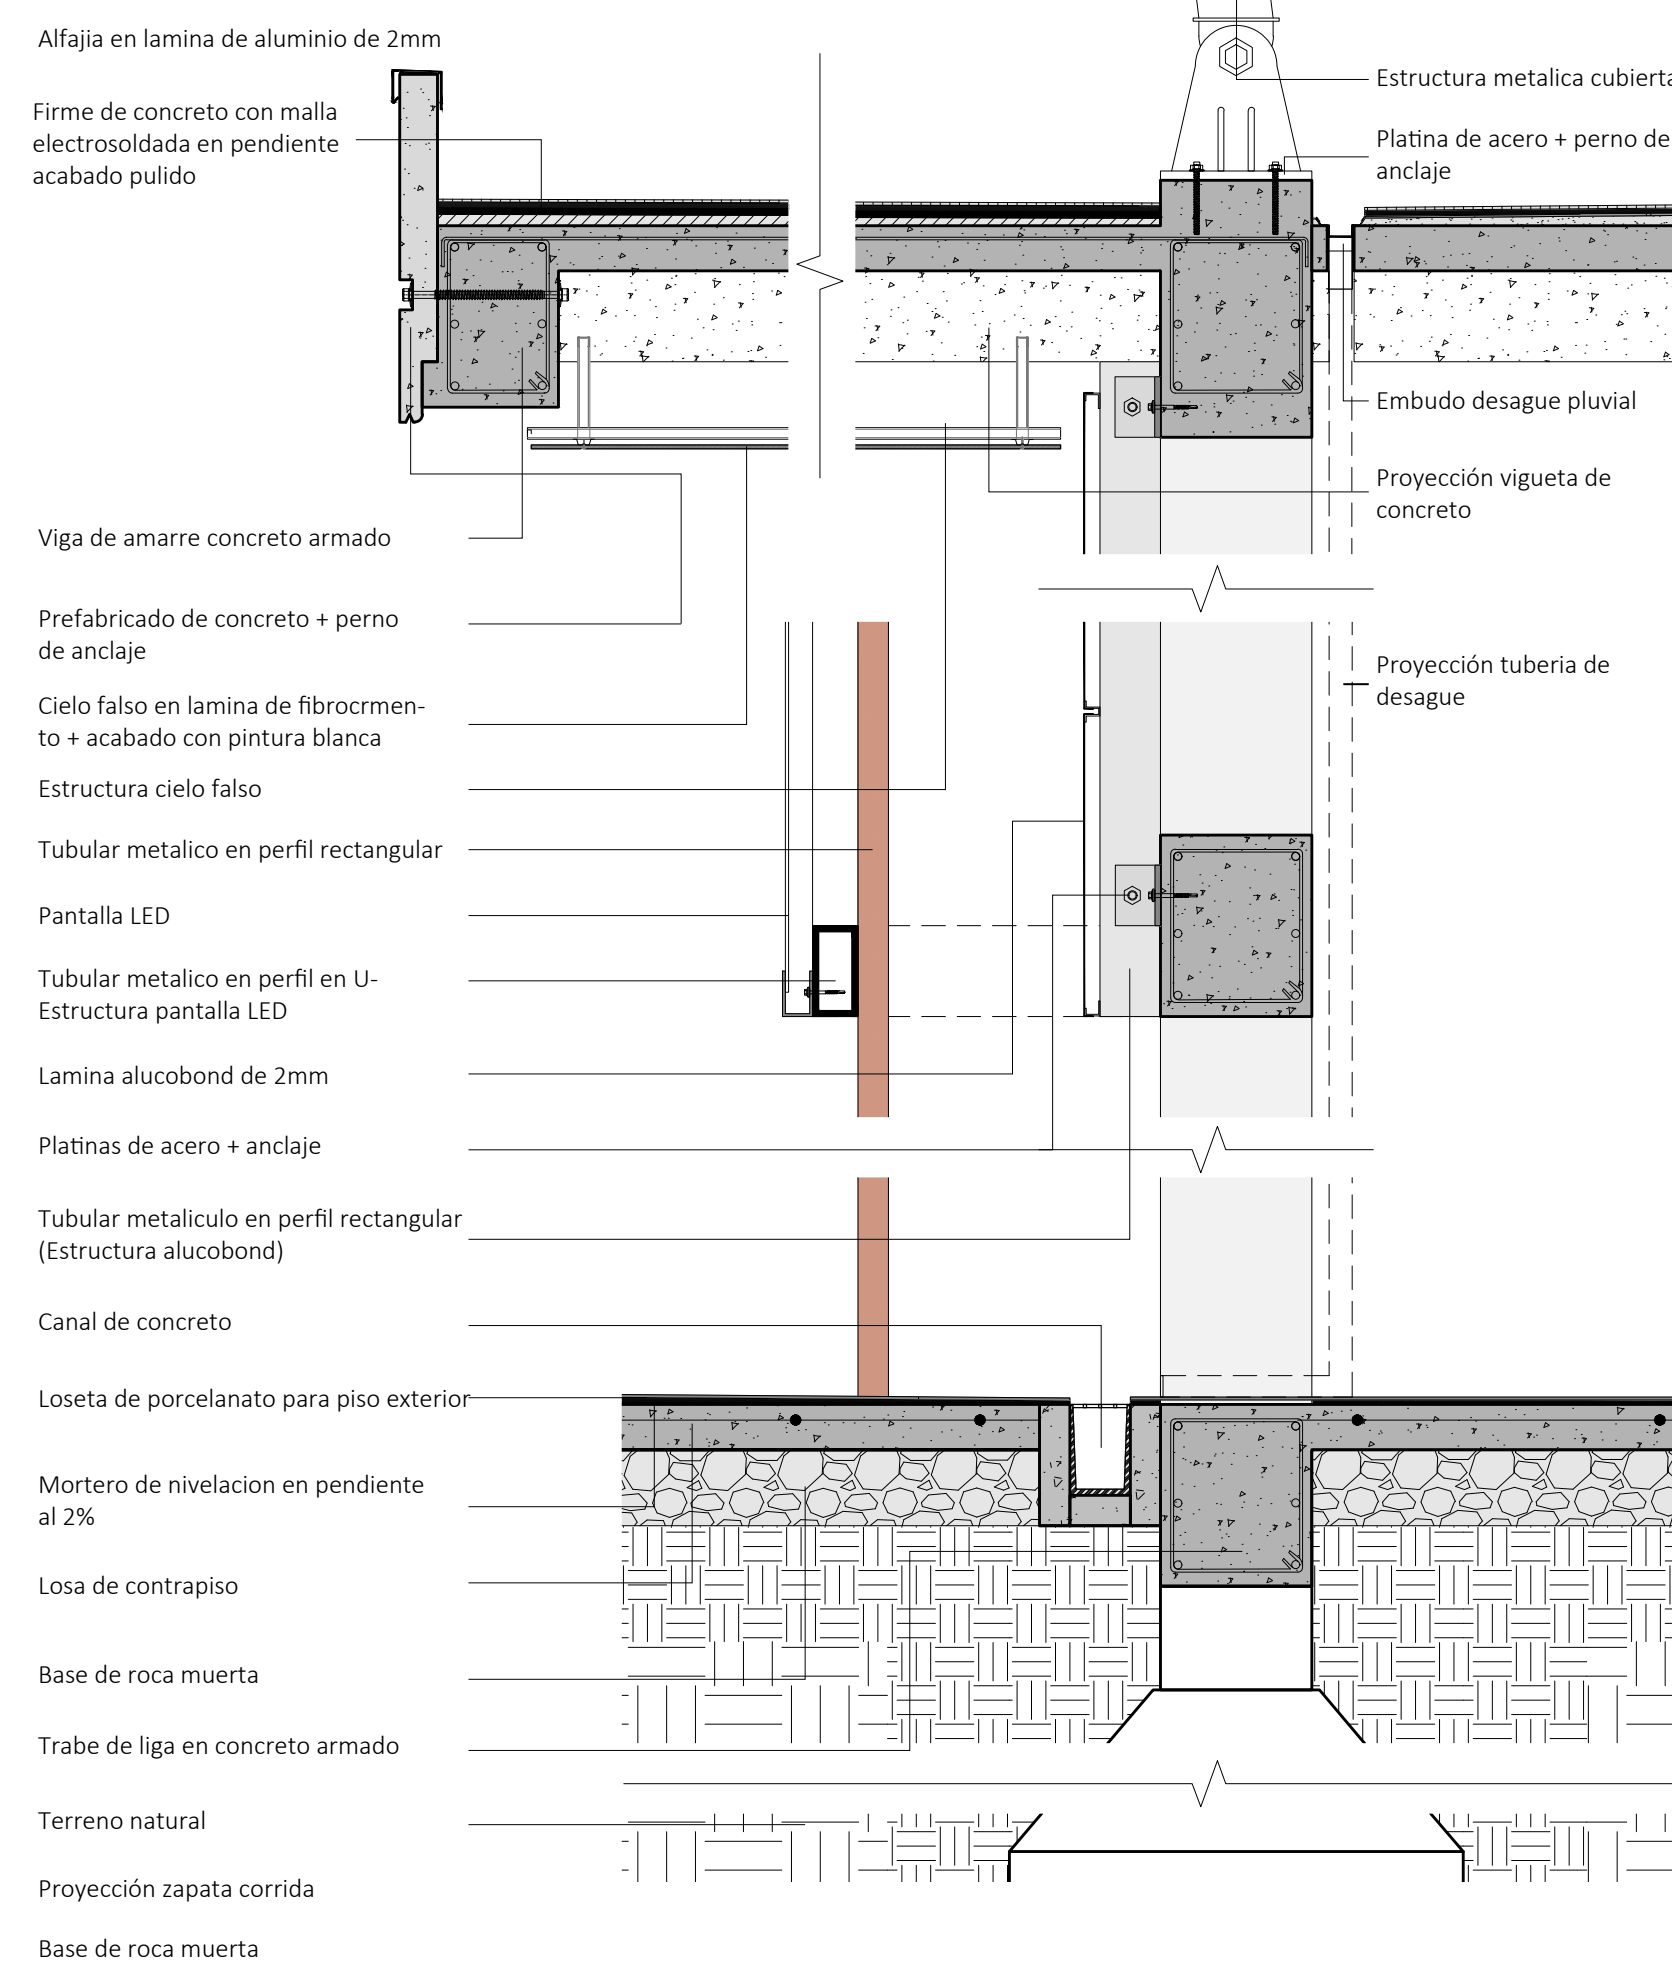 Alfajia en lamina de aluminio de 2mm
Firme de concreto con malla
electrosoldada en pendiente
acabado pulido
Viga de amarre concreto armado
Prefabricado de concreto + perno
de anclaje
Cielo falso en lamina de fibrocrmen-
to + acabado con pintura blanca
Estructura cielo falso
Tubular metalico en perfil rectangular
Pantalla LED
Tubular metalico en perfil en U-
Estructura pantalla LED
Lamina alucobond de 2mm
Platinas de acero + anclaje
Tubular metaliculo en perfil rectangular
(Estructura alucobond)
Canal de concreto
Loseta de porcelanato para piso exterior
Mortero de nivelacion en pendiente
al 2%
Losa de contrapiso
Base de roca muerta
Trabe de liga en concreto armado
Terreno natural
Proyección zapata corrida
Base de roca muerta
Estructura metalica cubierta
Platina de acero + perno de
anclaje
Embudo desague pluvial
Proyección vigueta de
concreto
Proyección tuberia de
desague